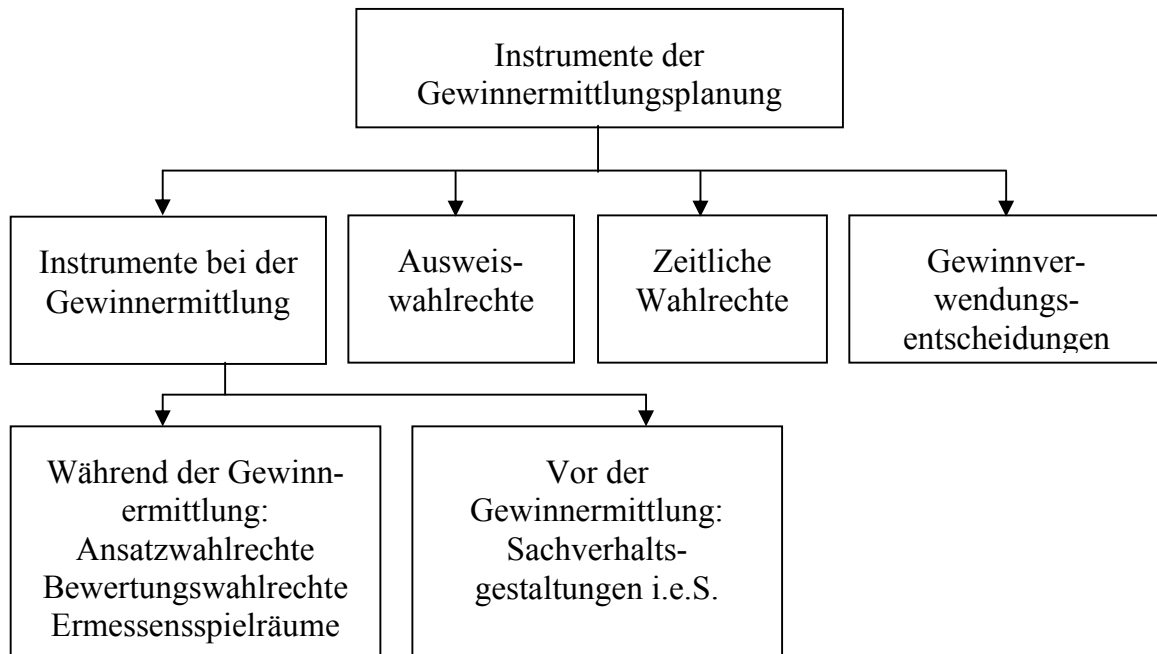 Instrumente der
Gewinnermittlungsplanung
Instrumente bei der
Gewinnermittlung
Ausweis-
wahlrechte
Zeitliche
Wahlrechte
Gewinnver-
wendungs-
entscheidungen
Während der Gewinn-
ermittlung:
Ansatzwahlrechte
Bewertungswahlrechte
Ermessensspielräume
Vor der
Gewinnermittlung:
Sachverhalts-
gestaltungen i.e.S.